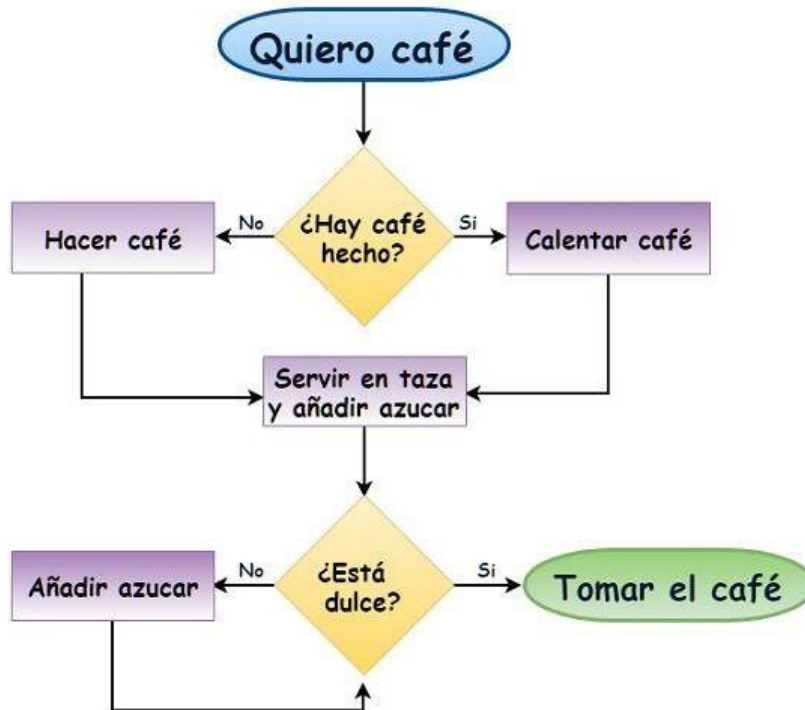 Quiero café
¿Hay café
hecho?
No
Si
Hacer café
Calentar café
Servir en taza
y añadir azucar
¿Está
dulce?
No
Si
Añadir azucar
Tomar el café